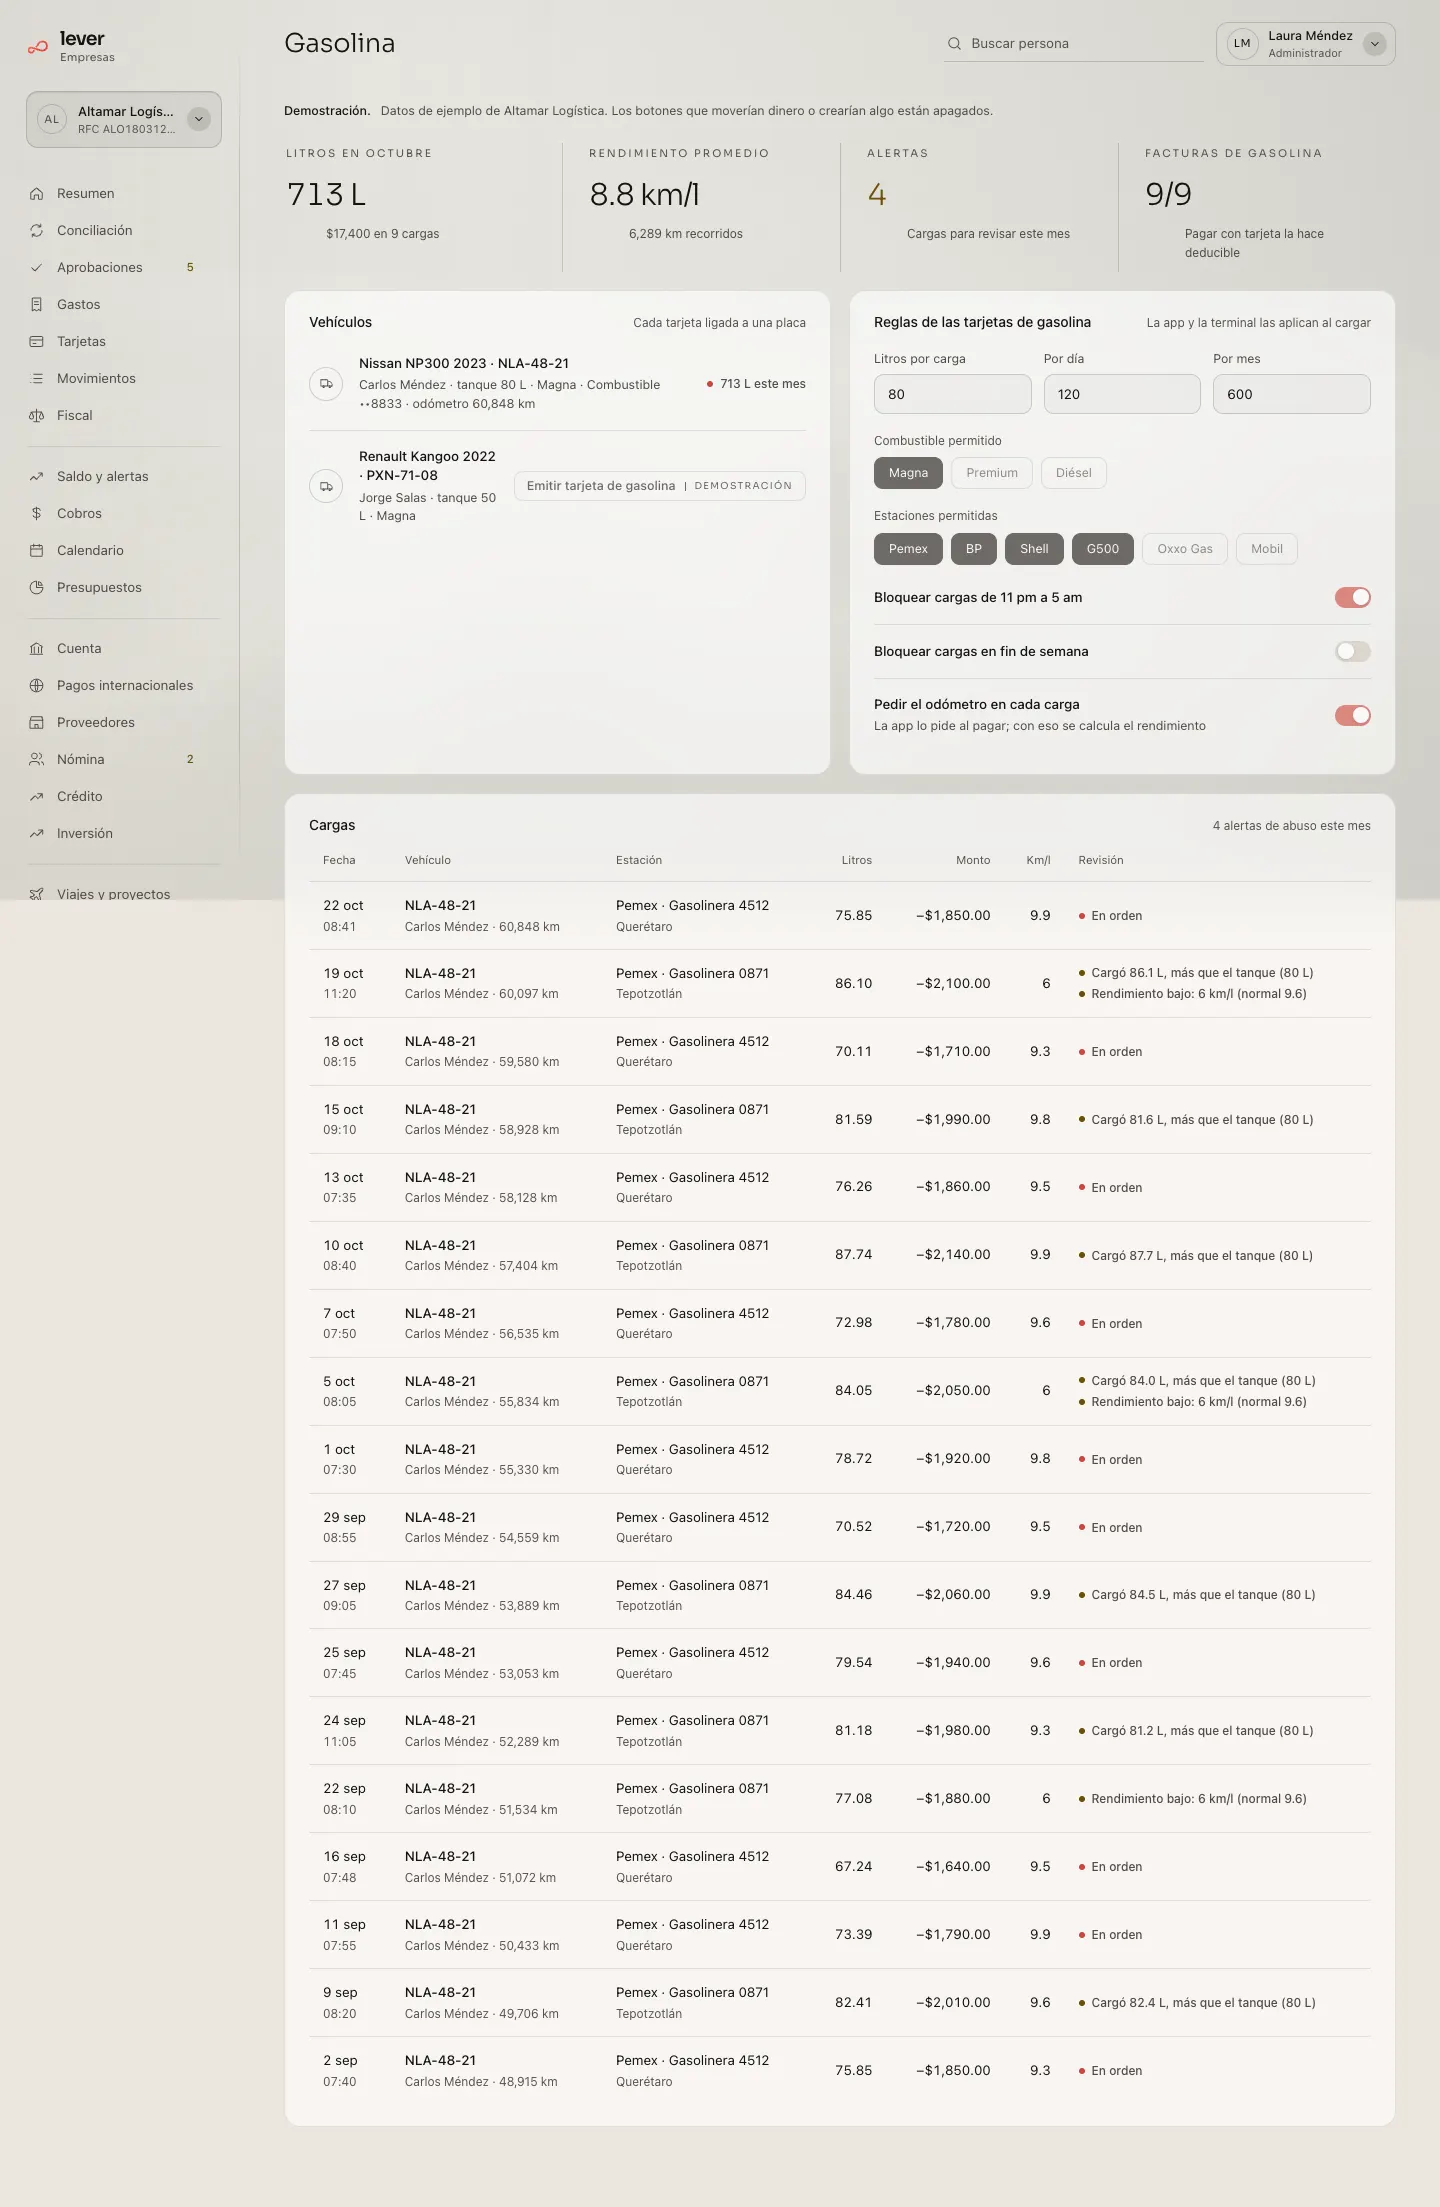 lever
Empresas
AL
Altamar Logís...
RFC ALO180312...
Resumen
Conciliación
Aprobaciones 5
Gastos
Tarjetas
Movimientos
Fiscal
Saldo y alertas
Cobros
Calendario
Presupuestos
Cuenta
Pagos internacionales
Proveedores
Nómina 2
Crédito
Inversión
Viajes y proyectos
Gasolina
Buscar persona
LM
Laura Méndez
Administrador
Demostración. Datos de ejemplo de Altamar Logística. Los botones que moverían dinero o crearían algo están apagados.
LITROS EN OCTUBRE
713 L
$17,400 en 9 cargas
RENDIMIENTO PROMEDIO
8.8 km/l
6,289 km recorridos
ALERTAS
4
Cargas para revisar este mes
FACTURAS DE GASOLINA
9/9
Pagar con tarjeta la hace
deducible
Vehículos
Cada tarjeta ligada a una placa
Nissan NP300 2023 · NLA-48-21
Carlos Méndez · tanque 80 L · Magna · Combustible
··8833 · odómetro 60,848 km
713 L este mes
Renault Kangoo 2022
· PXN-71-08
Jorge Salas · tanque 50
L · Magna
Emitir tarjeta de gasolina | DEMOSTRACIÓN
Reglas de las tarjetas de gasolina
La app y la terminal las aplican al cargar
Litros por carga Por día Por mes
80 120 600
Combustible permitido
Magna Premium Diésel
Estaciones permitidas
Pemex BP Shell G500 Oxxo Gas Mobil
Bloquear cargas de 11 pm a 5 am
Bloquear cargas en fin de semana
Pedir el odómetro en cada carga
La app lo pide al pagar; con eso se calcula el rendimiento
Cargas
4 alertas de abuso este mes
Fecha Vehículo Estación Litros Monto Km/l Revisión
22 oct NLA-48-21 Pemex · Gasolinera 4512 75.85 –$1,850.00 9.9 En orden
08:41 Carlos Méndez · 60,848 km Querétaro
19 oct NLA-48-21 Pemex · Gasolinera 0871 86.10 –$2,100.00 6 Cargó 86.1 L, más que el tanque (80 L)
11:20 Carlos Méndez · 60,097 km Tepotzotlán Rendimiento bajo: 6 km/l (normal 9.6)
18 oct NLA-48-21 Pemex · Gasolinera 4512 70.11 –$1,710.00 9.3 En orden
08:15 Carlos Méndez · 59,580 km Querétaro
15 oct NLA-48-21 Pemex · Gasolinera 0871 81.59 –$1,990.00 9.8 Cargó 81.6 L, más que el tanque (80 L)
09:10 Carlos Méndez · 58,928 km Tepotzotlán
13 oct NLA-48-21 Pemex · Gasolinera 4512 76.26 –$1,860.00 9.5 En orden
07:35 Carlos Méndez · 58,128 km Querétaro
10 oct NLA-48-21 Pemex · Gasolinera 0871 87.74 –$2,140.00 9.9 Cargó 87.7 L, más que el tanque (80 L)
08:40 Carlos Méndez · 57,404 km Tepotzotlán
7 oct NLA-48-21 Pemex · Gasolinera 4512 72.98 –$1,780.00 9.6 En orden
07:50 Carlos Méndez · 56,535 km Querétaro
5 oct NLA-48-21 Pemex · Gasolinera 0871 84.05 –$2,050.00 6 Cargó 84.0 L, más que el tanque (80 L)
08:05 Carlos Méndez · 55,834 km Tepotzotlán Rendimiento bajo: 6 km/l (normal 9.6)
1 oct NLA-48-21 Pemex · Gasolinera 4512 78.72 –$1,920.00 9.8 En orden
07:30 Carlos Méndez · 55,330 km Querétaro
29 sep NLA-48-21 Pemex · Gasolinera 4512 70.52 –$1,720.00 9.5 En orden
08:55 Carlos Méndez · 54,559 km Querétaro
27 sep NLA-48-21 Pemex · Gasolinera 0871 84.46 –$2,060.00 9.9 Cargó 84.5 L, más que el tanque (80 L)
09:05 Carlos Méndez · 53,889 km Tepotzotlán
25 sep NLA-48-21 Pemex · Gasolinera 4512 79.54 –$1,940.00 9.6 En orden
07:45 Carlos Méndez · 53,053 km Querétaro
24 sep NLA-48-21 Pemex · Gasolinera 0871 81.18 –$1,980.00 9.3 Cargó 81.2 L, más que el tanque (80 L)
11:05 Carlos Méndez · 52,289 km Tepotzotlán
22 sep NLA-48-21 Pemex · Gasolinera 0871 77.08 –$1,880.00 6 Rendimiento bajo: 6 km/l (normal 9.6)
08:10 Carlos Méndez · 51,534 km Tepotzotlán
16 sep NLA-48-21 Pemex · Gasolinera 4512 67.24 –$1,640.00 9.5 En orden
07:48 Carlos Méndez · 51,072 km Querétaro
11 sep NLA-48-21 Pemex · Gasolinera 4512 73.39 –$1,790.00 9.9 En orden
07:55 Carlos Méndez · 50,433 km Querétaro
9 sep NLA-48-21 Pemex · Gasolinera 0871 82.41 –$2,010.00 9.6 Cargó 82.4 L, más que el tanque (80 L)
08:20 Carlos Méndez · 49,706 km Tepotzotlán
2 sep NLA-48-21 Pemex · Gasolinera 4512 75.85 –$1,850.00 9.3 En orden
07:40 Carlos Méndez · 48,915 km Querétaro